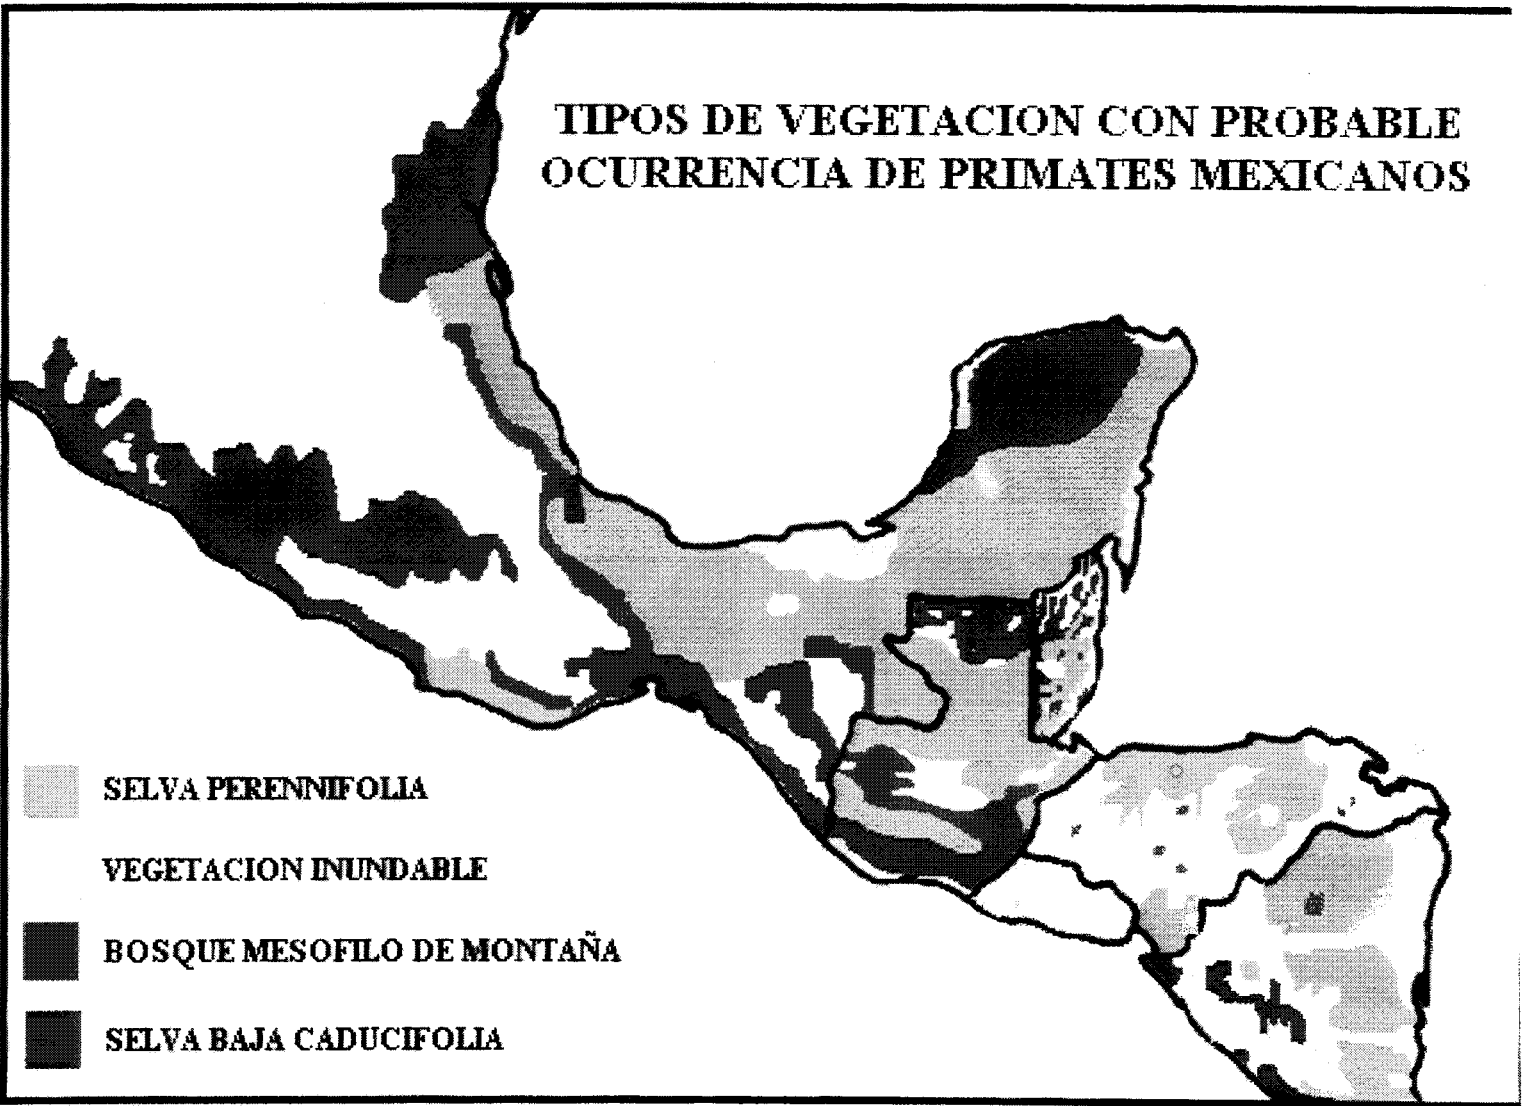 TIPOS DE VEGETACION CON PROBABLE
OCURRENCIA DE PRIMATES MEXICANOS
SELVA PERENNIFOLIA
VEGETACION INUNDABLE
BOSQUE MESOFILO DE MONTAÑA
SELVA BAJA CADUCIFOLIA